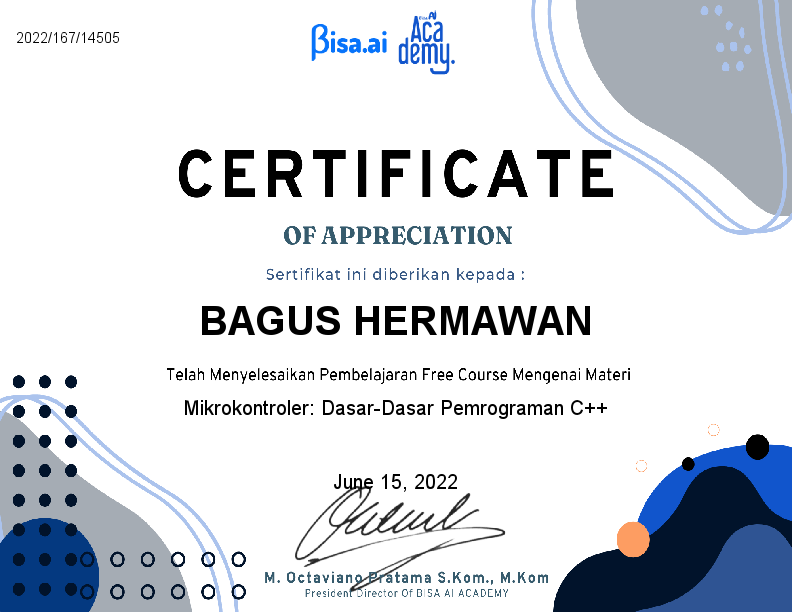 2022/167/14505
βisa.ai
Bisa AI
Academy.
CERTIFICATE
OF APPRECIATION
Sertifikat ini diberikan kepada :
BAGUS HERMAWAN
Telah Menyelesaikan Pembelajaran Free Course Mengenai Materi
Mikrokontroler: Dasar-Dasar Pemrograman C++
June 15, 2022
M. Octaviano Pratama S.Kom., M.Kom
President Director Of BISA AI ACADEMY